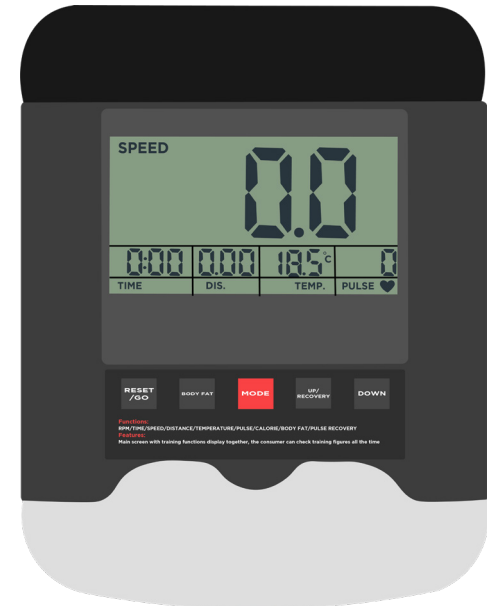 SPEED
0.0
0:00 0.00 18.5°C 0
TIME DIS. TEMP. PULSE
RESET /GO
BODY FAT
MODE
UP/ RECOVERY
DOWN
Functions:
RPM/TIME/SPEED/DISTANCE/TEMPERATURE/PULSE/CALORIE/BODY FAT/PULSE RECOVERY
Features:
Main screen with training functions display together, the consumer can check training figures all the time